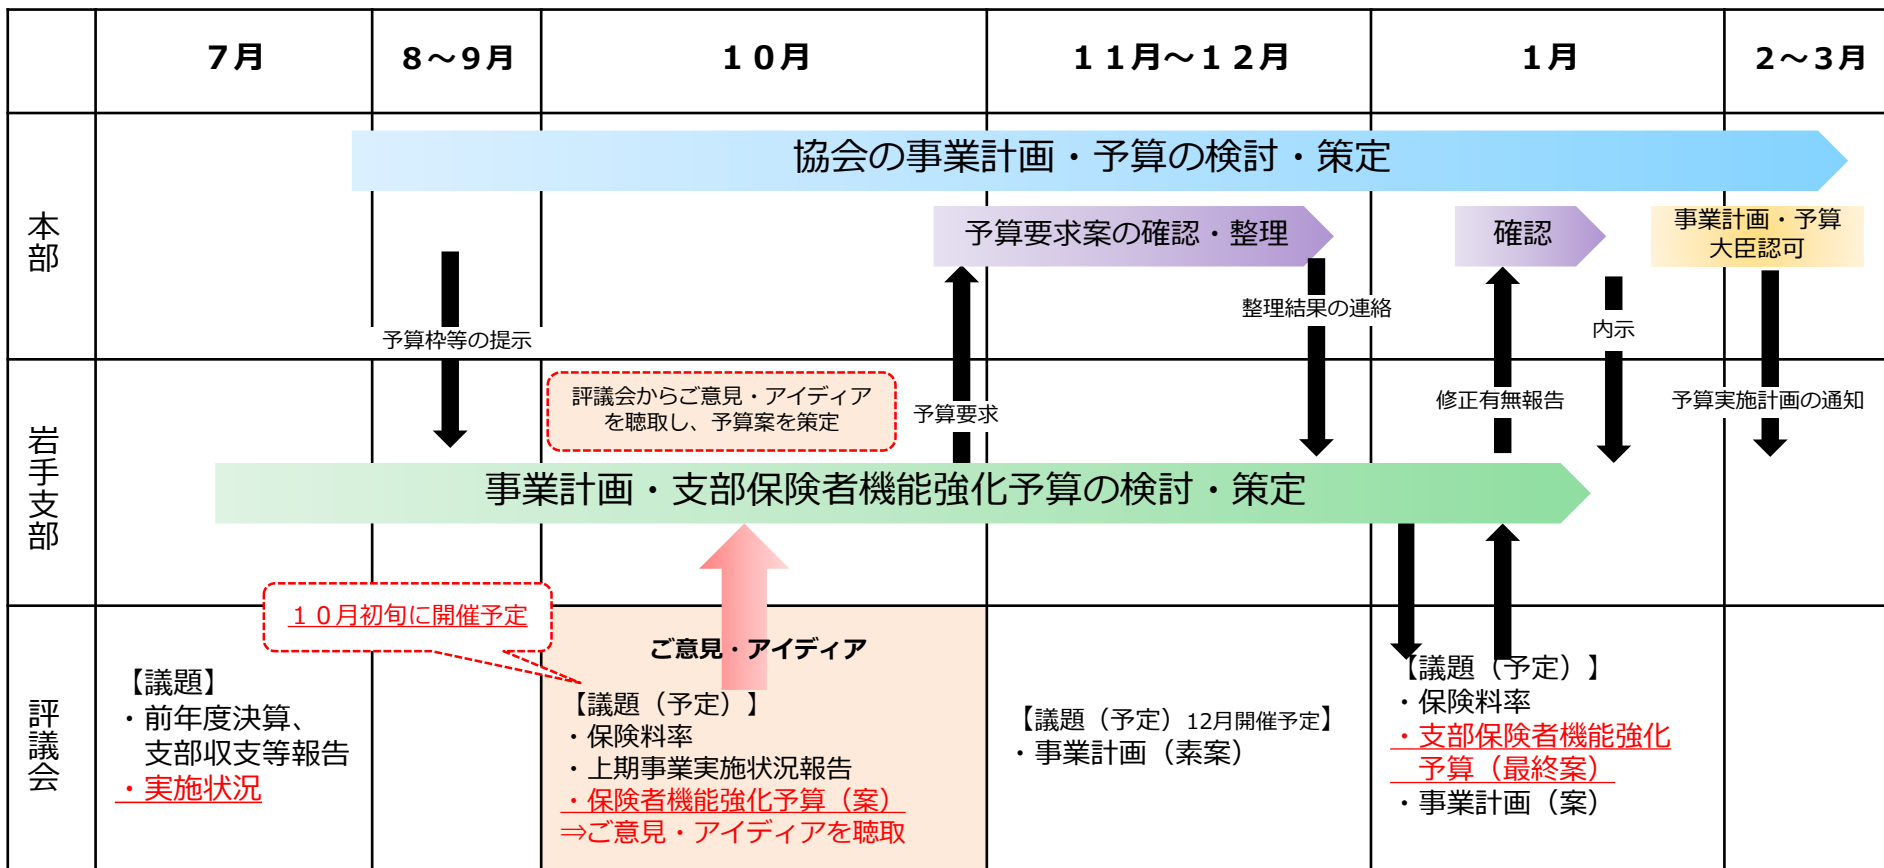 ７月
８～９月
１０月
１１月～１２月
１月
２～３月
本部
協会の事業計画・予算の検討・策定
予算要求案の確認・整理
確認
事業計画・予算
大臣認可
予算枠等の提示
整理結果の連絡
内示
岩手支部
評議会からご意見・アイディア
を聴取し、予算案を策定
予算要求
修正有無報告
予算実施計画の通知
事業計画・支部保険者機能強化予算の検討・策定
評議会
１０月初旬に開催予定
【議題】
・前年度決算、
支部収支等報告
・実施状況
ご意見・アイディア
【議題（予定）】
・保険料率
・上期事業実施状況報告
・保険者機能強化予算（案）
⇒ご意見・アイディアを聴取
【議題（予定）12月開催予定】
・事業計画（素案）
【議題（予定）】
・保険料率
・支部保険者機能強化
予算（最終案）
・事業計画（案）